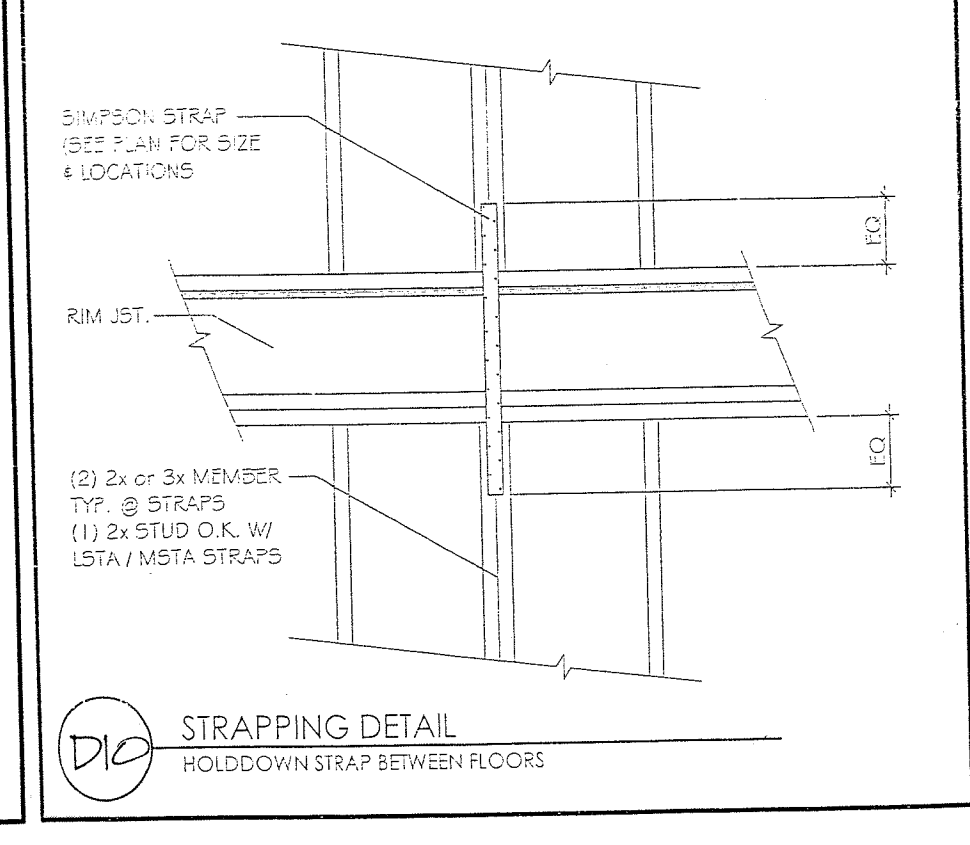 SIMPSON STRAP
(SEE PLAN FOR SIZE
& LOCATIONS
EQ
RIM JST.
EQ
(2) 2x or 3x MEMBER
TYP. @ STRAPS
(1) 2x STUD O.K. W/
LSTA / MSTA STRAPS
D10
STRAPPING DETAIL
HOLDDOWN STRAP BETWEEN FLOORS